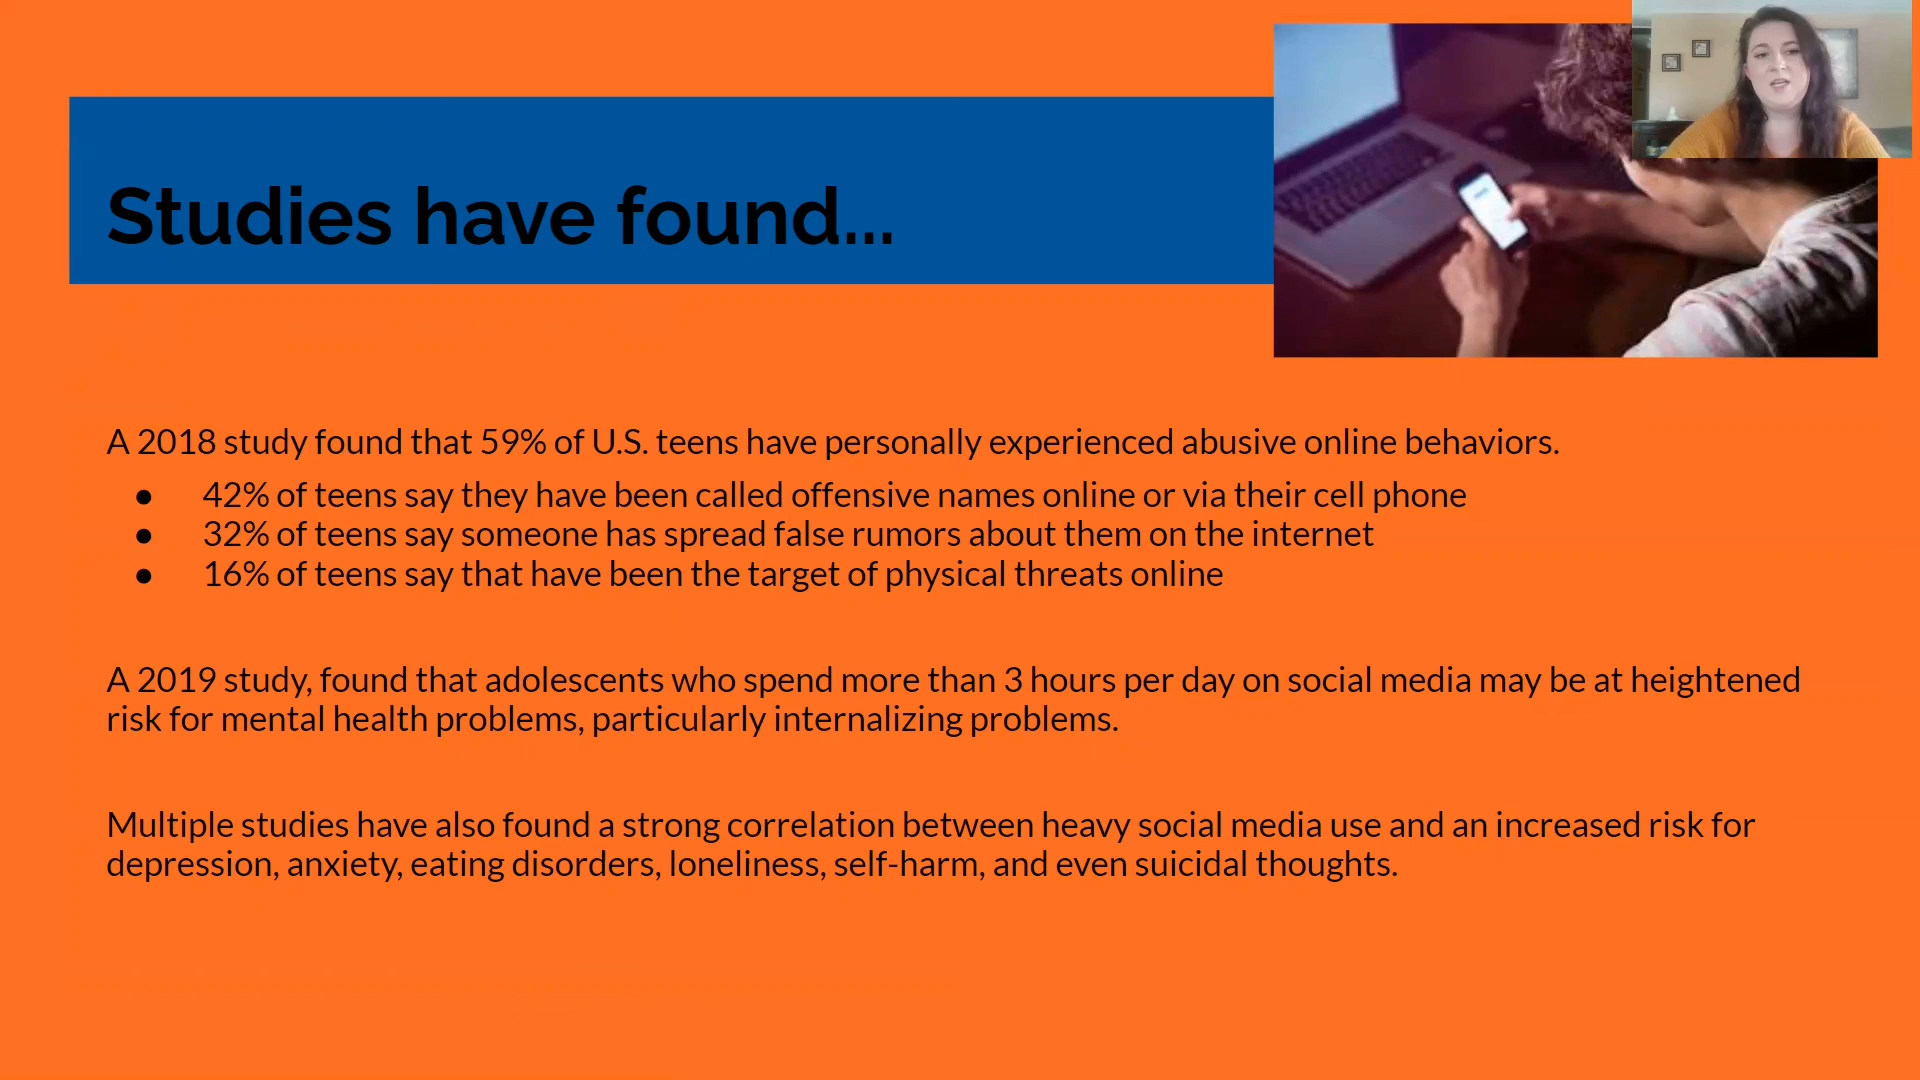 Studies have found...
A 2018 study found that 59% of U.S. teens have personally experienced abusive online behaviors.
● 42% of teens say they have been called offensive names online or via their cell phone
● 32% of teens say someone has spread false rumors about them on the internet
● 16% of teens say that have been the target of physical threats online
A 2019 study, found that adolescents who spend more than 3 hours per day on social media may be at heightened
risk for mental health problems, particularly internalizing problems.
Multiple studies have also found a strong correlation between heavy social media use and an increased risk for
depression, anxiety, eating disorders, loneliness, self-harm, and even suicidal thoughts.